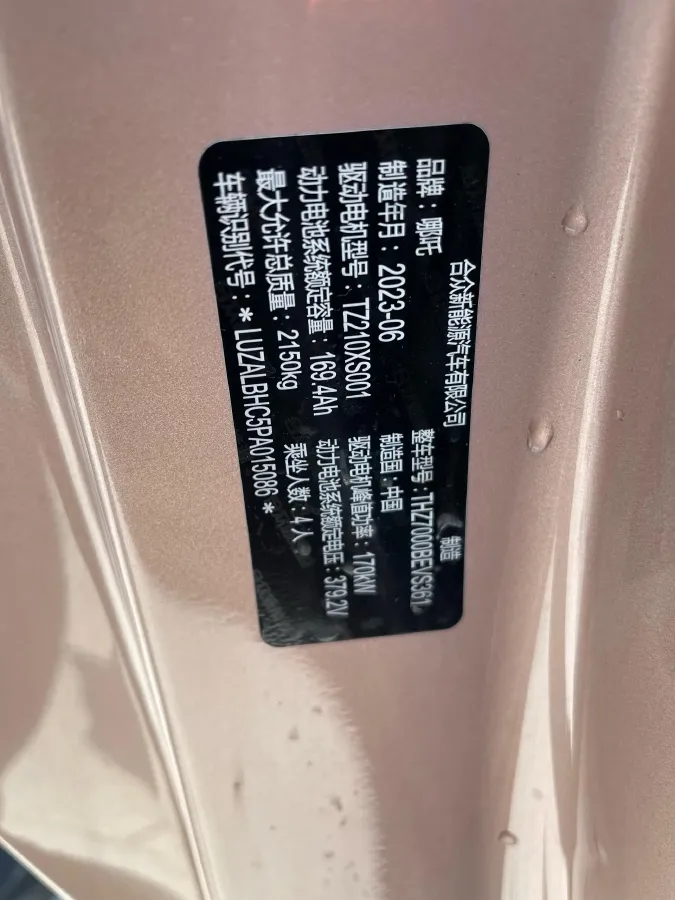 合众新能源汽车有限公司 制造
品牌：哪吒 整车型号：THZ7000BEVS361
制造年月：2023-06 制造国：中国
驱动电机型号：TZ210XS001 驱动电机峰值功率：170kW
动力电池系统额定容量：169.4Ah 动力电池系统额定电压：379.2V
最大允许总质量：2150kg 乘坐人数：4人
车辆识别代号：＊LUZALBHC5PA015086＊